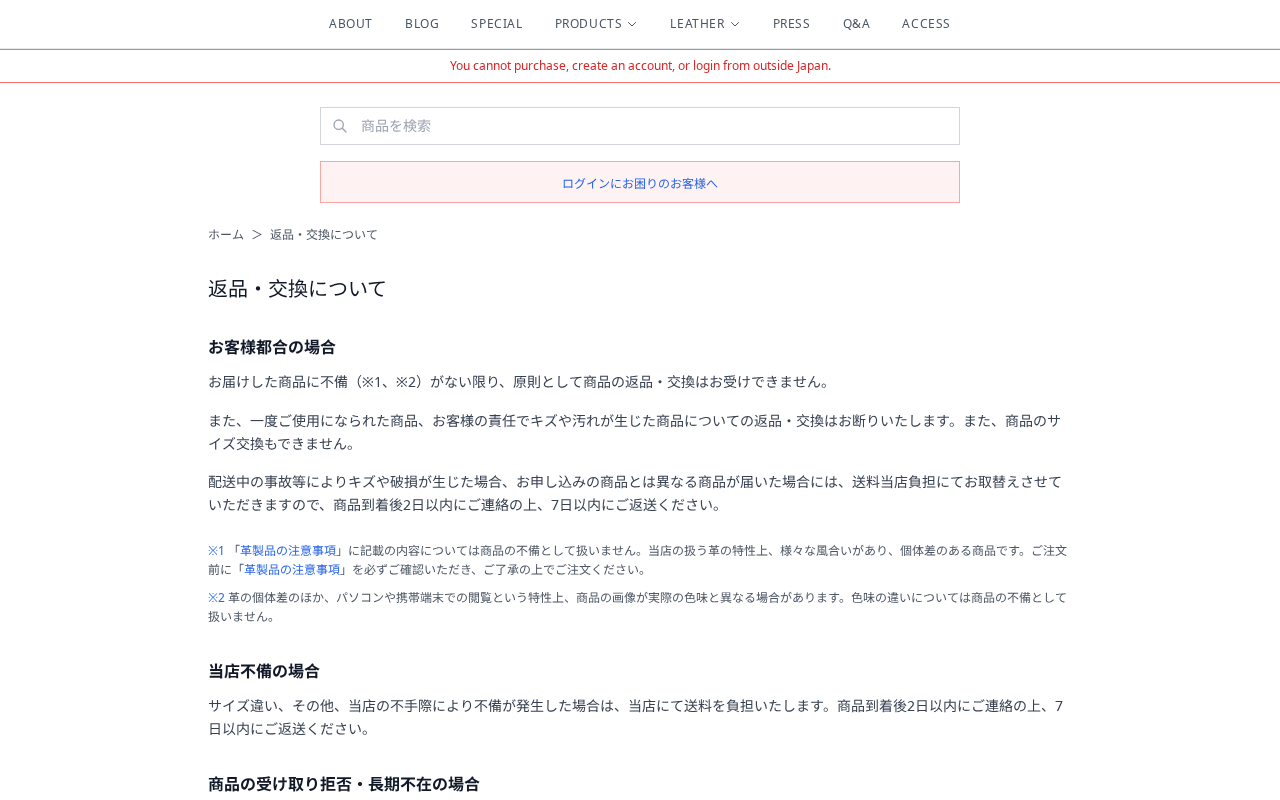 ABOUT BLOG SPECIAL PRODUCTS LEATHER PRESS Q&A ACCESS
You cannot purchase, create an account, or login from outside Japan.
商品を検索
ログインにお困りのお客様へ
ホーム ＞ 返品・交換について
返品・交換について
お客様都合の場合
お届けした商品に不備（※1、※2）がない限り、原則として商品の返品・交換はお受けできません。
また、一度ご使用になられた商品、お客様の責任でキズや汚れが生じた商品についての返品・交換はお断りいたします。また、商品のサ
イズ交換もできません。
配送中の事故等によりキズや破損が生じた場合、お申し込みの商品とは異なる商品が届いた場合には、送料当店負担にてお取替えさせて
いただきますので、商品到着後2日以内にご連絡の上、7日以内にご返送ください。
※1 「革製品の注意事項」に記載の内容については商品の不備として扱いません。当店の扱う革の特性上、様々な風合いがあり、個体差のある商品です。ご注文
前に「革製品の注意事項」を必ずご確認いただき、ご了承の上でご注文ください。
※2 革の個体差のほか、パソコンや携帯端末での閲覧という特性上、商品の画像が実際の色味と異なる場合があります。色味の違いについては商品の不備として
扱いません。
当店不備の場合
サイズ違い、その他、当店の不手際により不備が発生した場合は、当店にて送料を負担いたします。商品到着後2日以内にご連絡の上、7
日以内にご返送ください。
商品の受け取り拒否・長期不在の場合